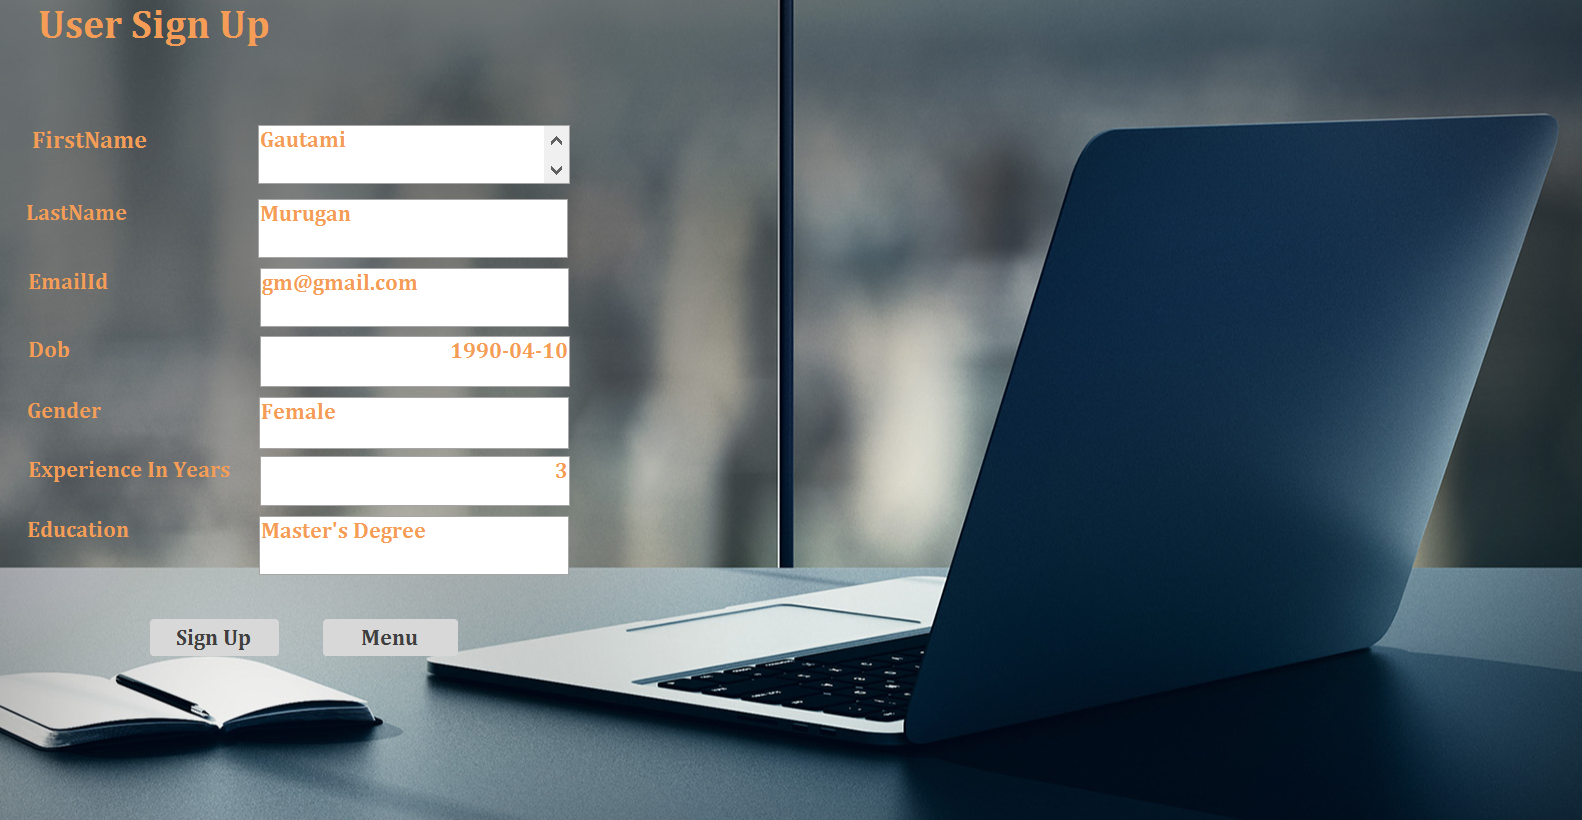 User Sign Up
FirstName Gautami
LastName Murugan
EmailId gm@gmail.com
Dob 1990-04-10
Gender Female
Experience In Years 3
Education Master's Degree
Sign Up Menu